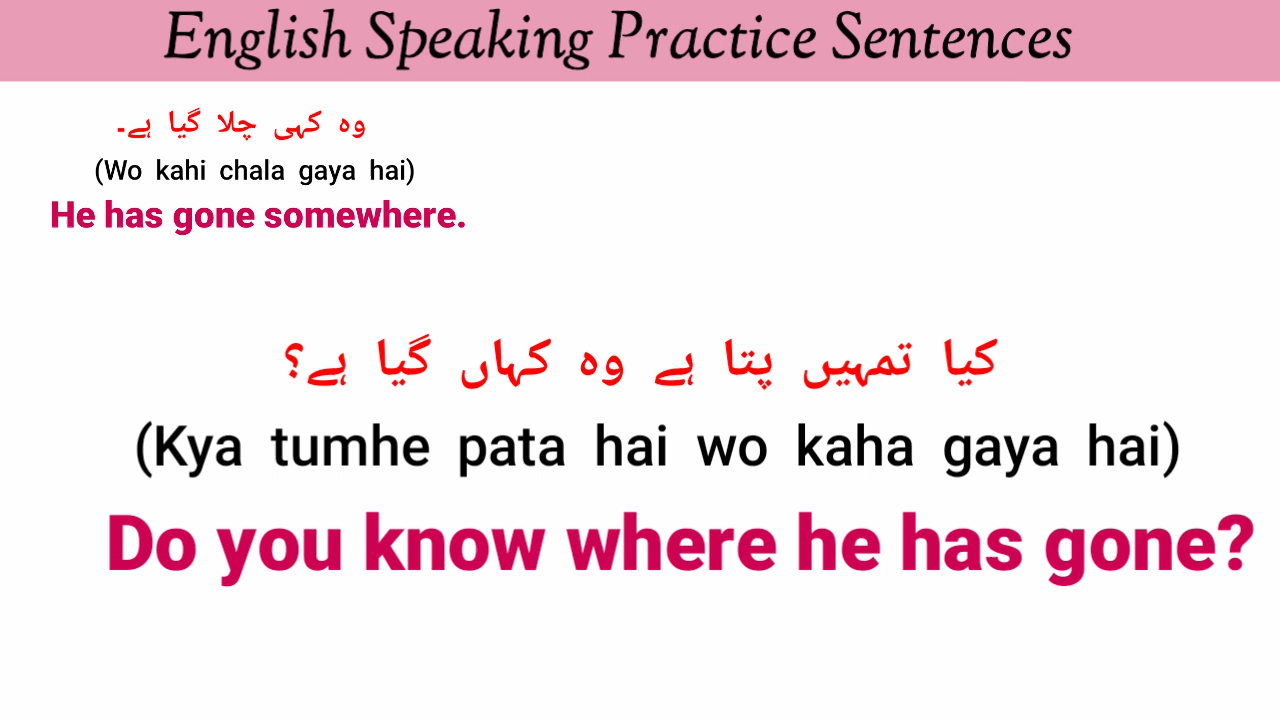 English Speaking Practice Sentences
وہ کہی چلا گیا ہے۔
(Wo kahi chala gaya hai)
He has gone somewhere.
کیا تمہیں پتا ہے وہ کہاں گیا ہے؟
(Kya tumhe pata hai wo kaha gaya hai)
Do you know where he has gone?